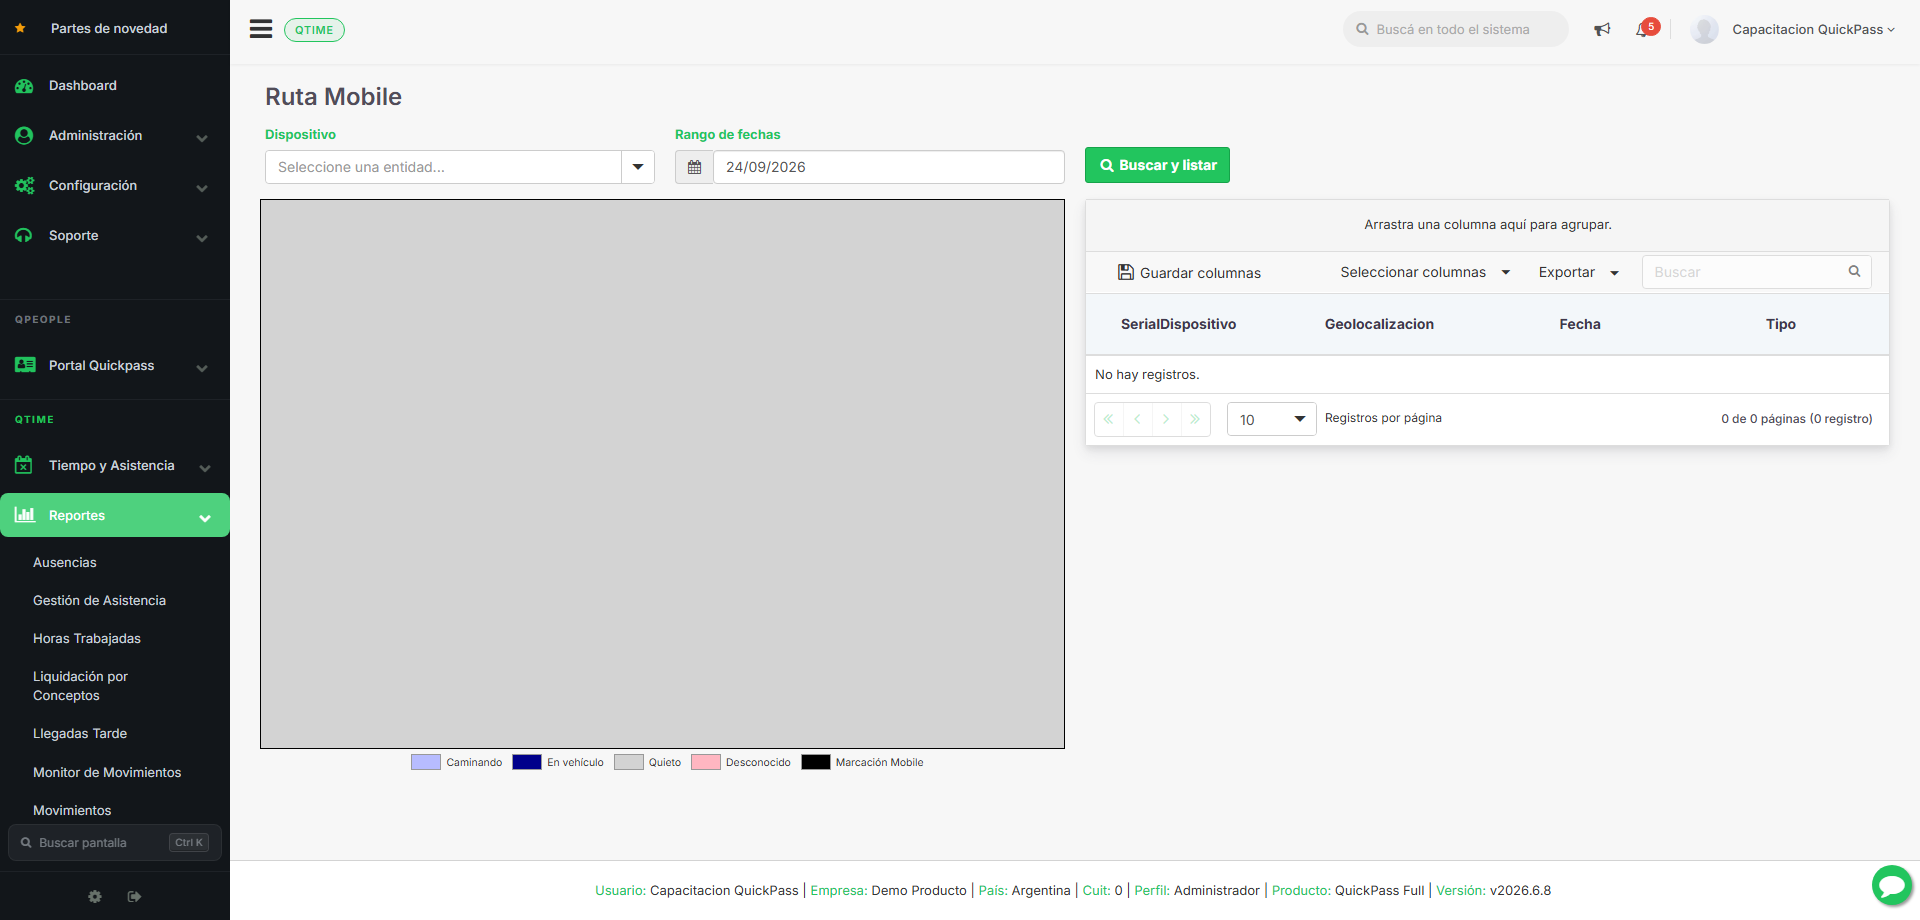 Partes de novedad
Dashboard
Administración
Configuración
Soporte
QPEOPLE
Portal Quickpass
QTIME
Tiempo y Asistencia
Reportes
Ausencias
Gestión de Asistencia
Horas Trabajadas
Liquidación por
Conceptos
Llegadas Tarde
Monitor de Movimientos
Movimientos
Buscar pantalla Ctrl K
QTIME
Buscá en todo el sistema
5
Capacitacion QuickPass
Ruta Mobile
Dispositivo
Rango de fechas
Seleccione una entidad...
24/09/2026
Buscar y listar
Arrastra una columna aquí para agrupar.
Guardar columnas
Seleccionar columnas
Exportar
Buscar
SerialDispositivo Geolocalizacion Fecha Tipo
No hay registros.
10
Registros por página
0 de 0 páginas (0 registro)
Caminando En vehículo Quieto Desconocido Marcación Mobile
Usuario: Capacitacion QuickPass | Empresa: Demo Producto | País: Argentina | Cuit: 0 | Perfil: Administrador | Producto: QuickPass Full | Versión: v2026.6.8